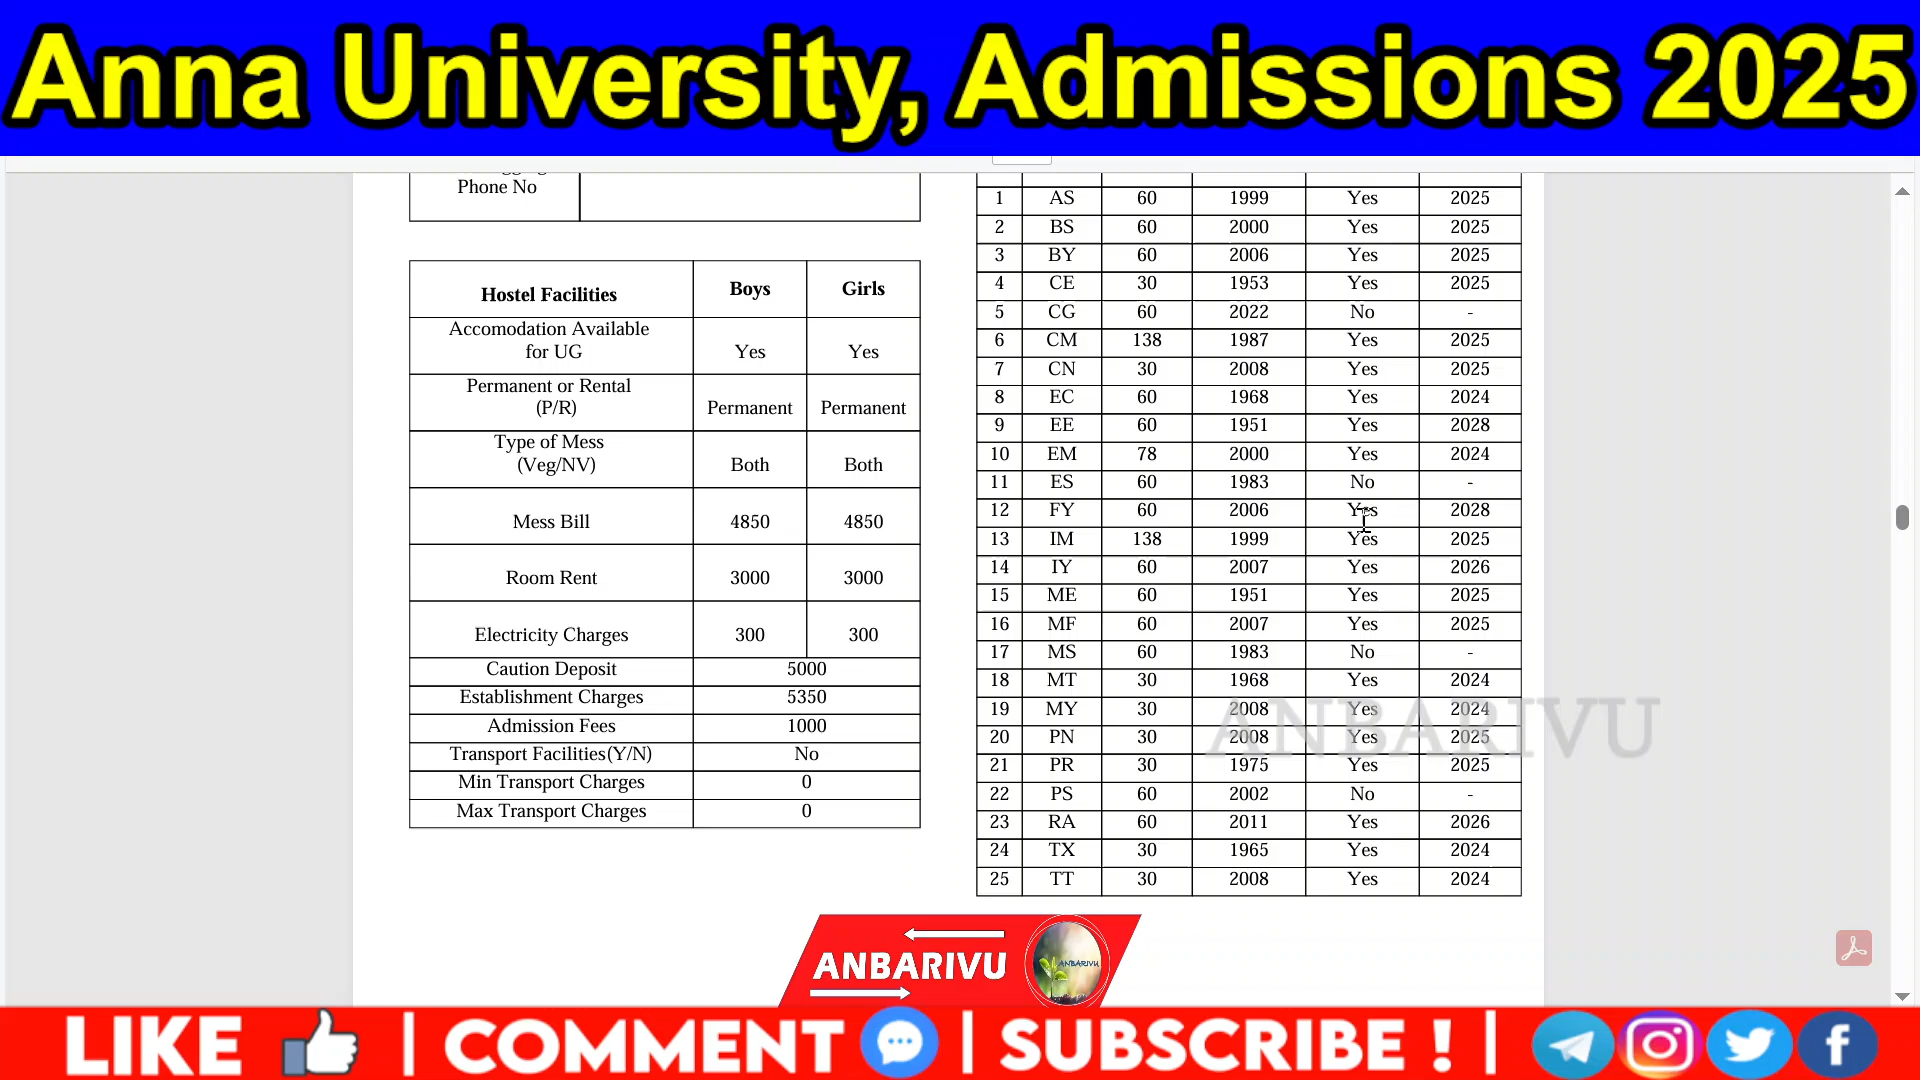 Anna University, Admissions 2025
Phone No
Hostel Facilities Boys Girls
Accomodation Available
for UG Yes Yes
Permanent or Rental
(P/R) Permanent Permanent
Type of Mess
(Veg/NV) Both Both
Mess Bill 4850 4850
Room Rent 3000 3000
Electricity Charges 300 300
Caution Deposit 5000
Establishment Charges 5350
Admission Fees 1000
Transport Facilities(Y/N) No
Min Transport Charges 0
Max Transport Charges 0
1 AS 60 1999 Yes 2025
2 BS 60 2000 Yes 2025
3 BY 60 2006 Yes 2025
4 CE 30 1953 Yes 2025
5 CG 60 2022 No -
6 CM 138 1987 Yes 2025
7 CN 30 2008 Yes 2025
8 EC 60 1968 Yes 2024
9 EE 60 1951 Yes 2028
10 EM 78 2000 Yes 2024
11 ES 60 1983 No -
12 FY 60 2006 Yes 2028
13 IM 138 1999 Yes 2025
14 IY 60 2007 Yes 2026
15 ME 60 1951 Yes 2025
16 MF 60 2007 Yes 2025
17 MS 60 1983 No -
18 MT 30 1968 Yes 2024
19 MY 30 2008 Yes 2024
20 PN 30 2008 Yes 2025
21 PR 30 1975 Yes 2025
22 PS 60 2002 No -
23 RA 60 2011 Yes 2026
24 TX 30 1965 Yes 2024
25 TT 30 2008 Yes 2024
ANBARIVU
ANBARIVU
ANBARIVU
LIKE | COMMENT | SUBSCRIBE ! |